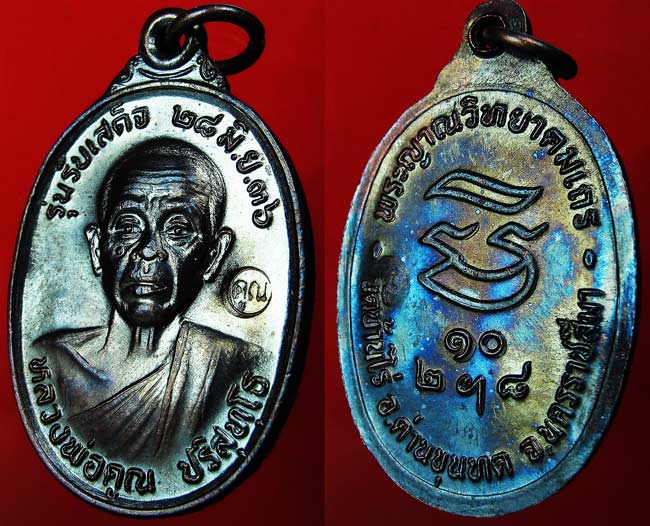 รุ่นรับเสด็จ ๒๘ มิ.ย.๓๖
คูณ
หลวงพ่อคูณ ปริสุทฺโธ
พระญาณวิทยาคมเถร
๑๐
๒ ๗ ๘
วัดบ้านไร่ อ.ด่านขุนทด จ.นครราชสีมา